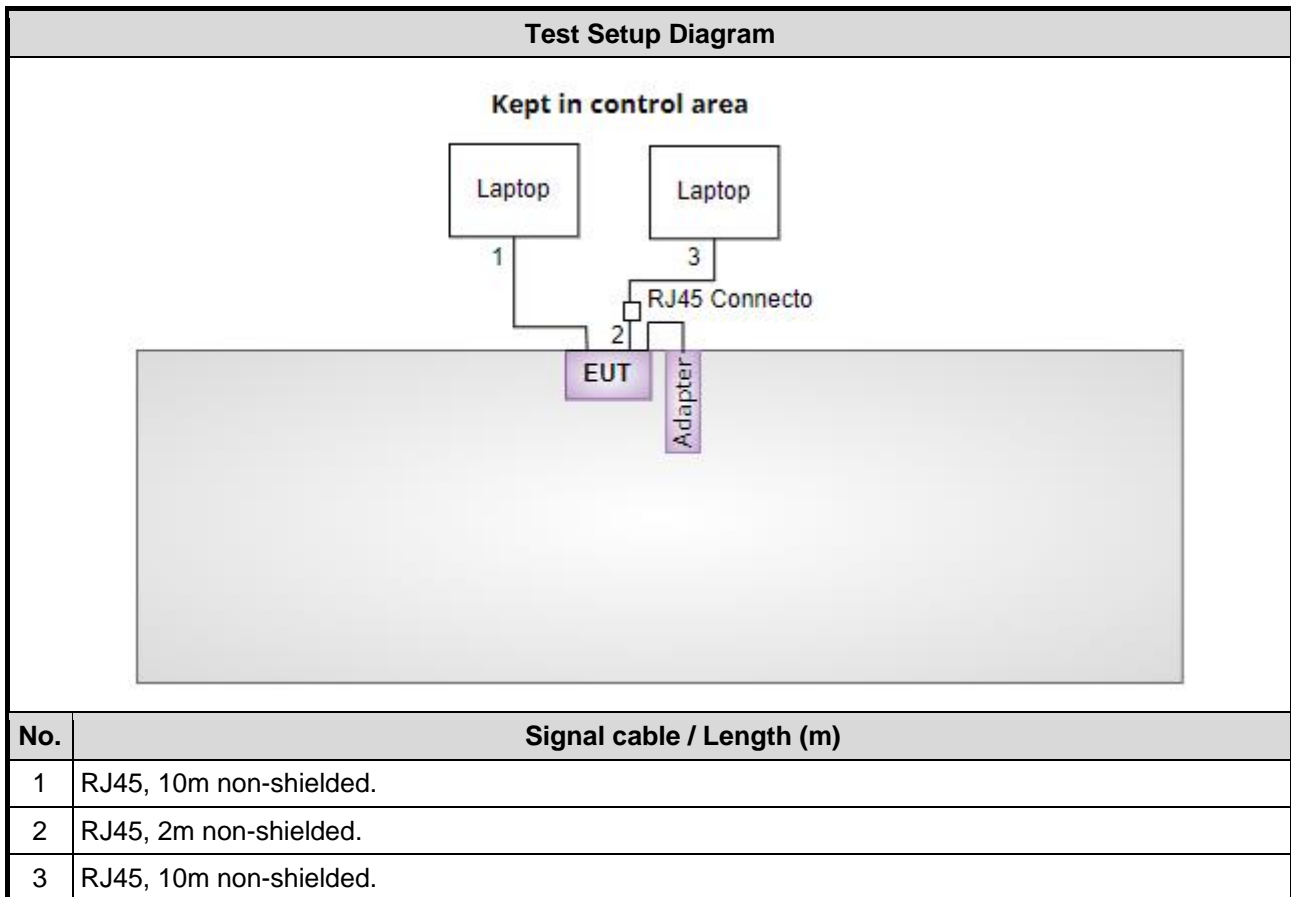 Test Setup Diagram
Kept in control area
Laptop
Laptop
1
3
RJ45 Connecto
2
EUT
Adapter
No. Signal cable / Length (m)
1 RJ45, 10m non-shielded.
2 RJ45, 2m non-shielded.
3 RJ45, 10m non-shielded.